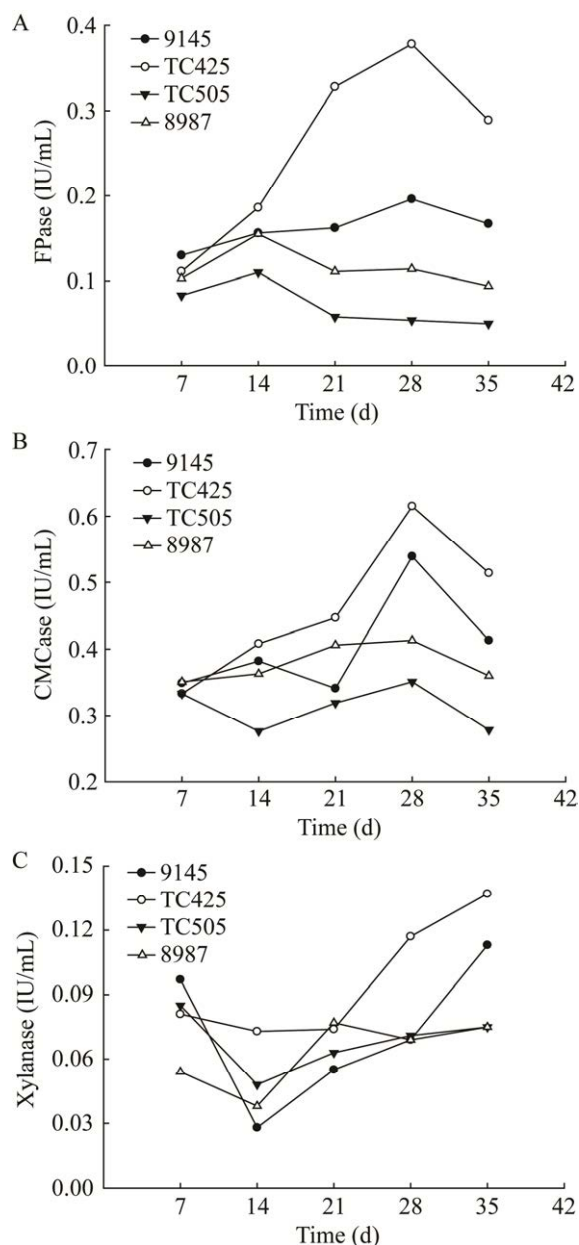 A
9145
TC425
TC505
8987
FPase (IU/mL)
0.4
0.3
0.2
0.1
0.0
7 14 21 28 35 42
Time (d)
B
9145
TC425
TC505
8987
CMCase (IU/mL)
0.7
0.6
0.5
0.4
0.3
0.2
7 14 21 28 35 42
Time (d)
C
9145
TC425
TC505
8987
Xylanase (IU/mL)
0.15
0.12
0.09
0.06
0.03
0.00
7 14 21 28 35 42
Time (d)